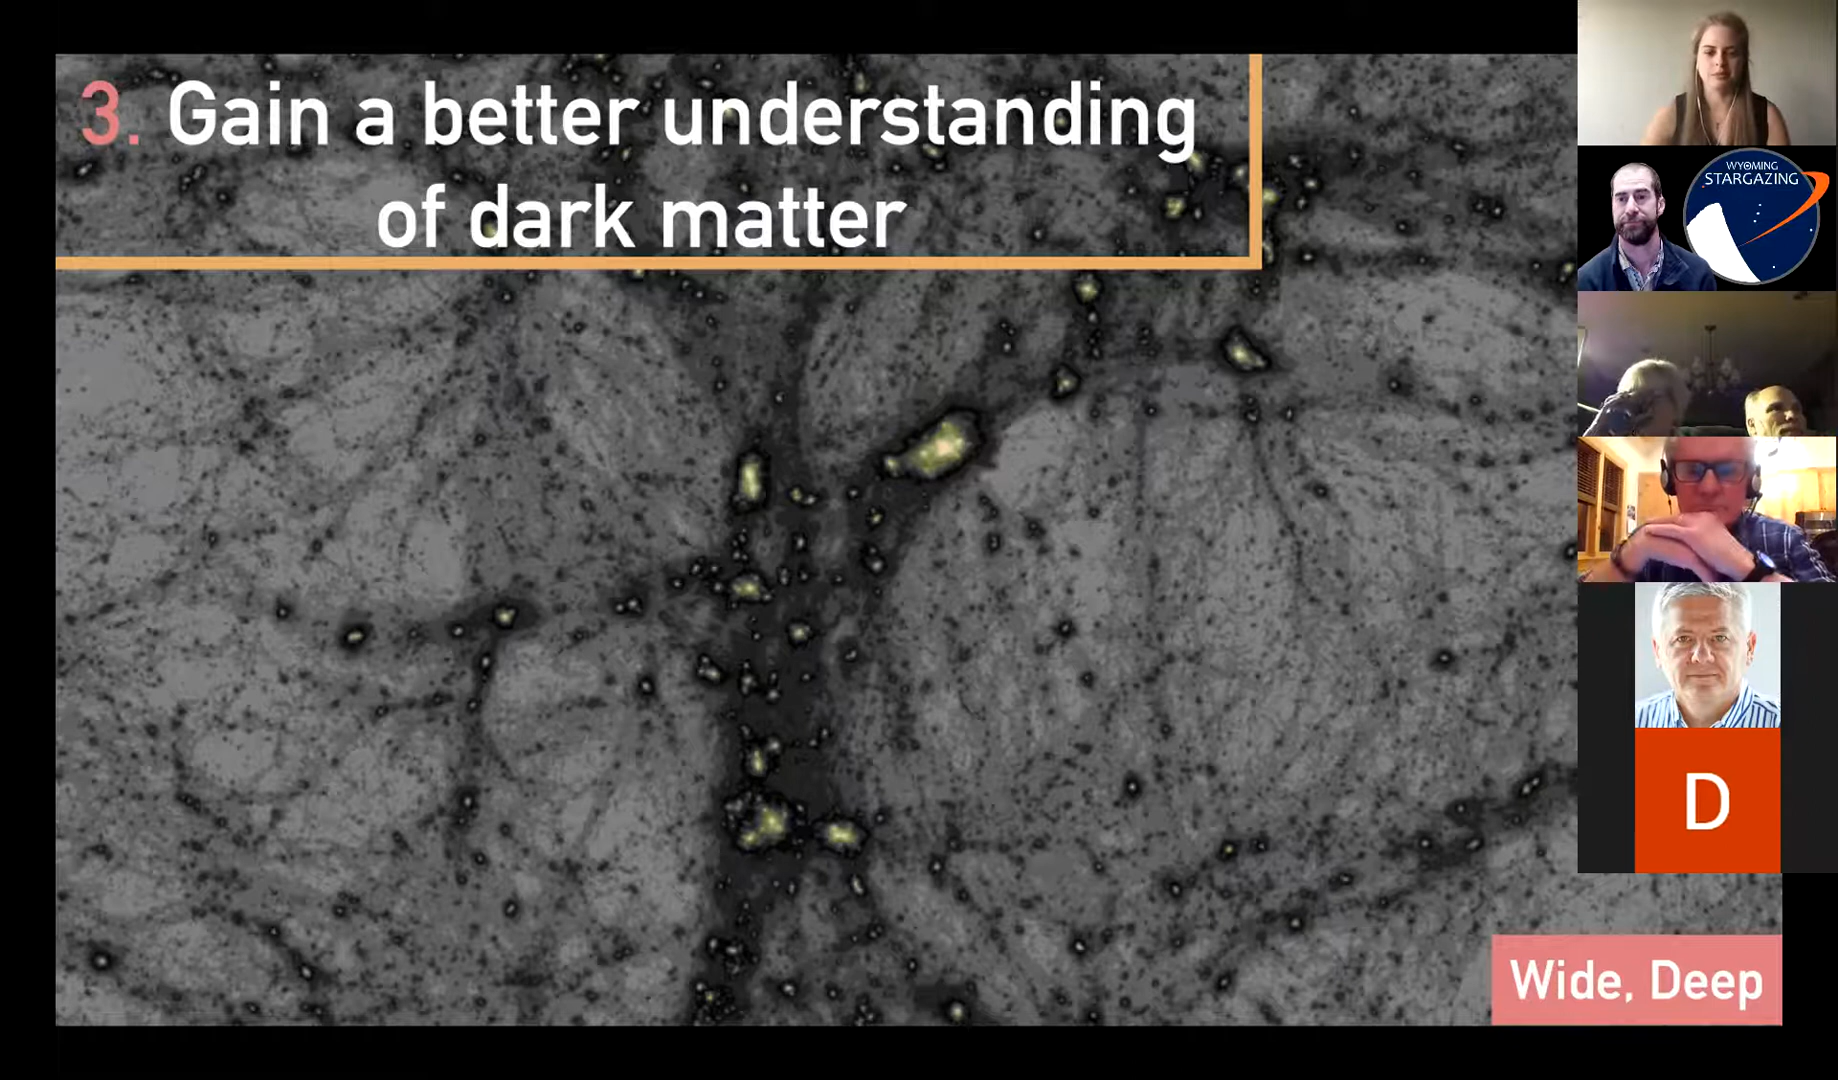 3. Gain a better understanding
of dark matter
WYOMING
STARGAZING
D
Wide, Deep